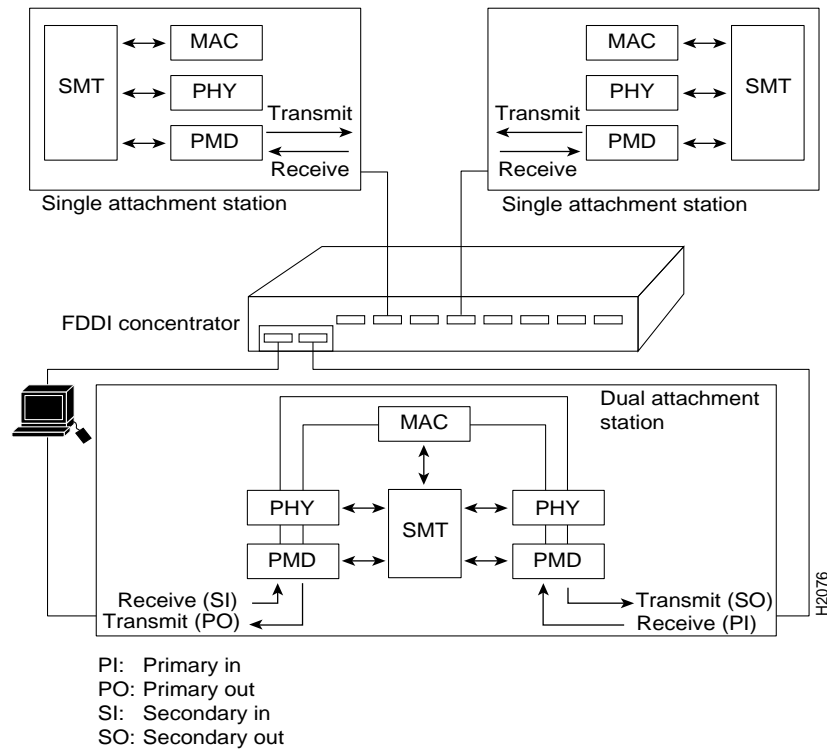 MAC
SMT
PHY
Transmit
PMD
Receive
Single attachment station
MAC
PHY
SMT
Transmit
PMD
Receive
Single attachment station
FDDI concentrator
Dual attachment
station
MAC
PHY
SMT
PHY
PMD
PMD
Receive (SI)
Transmit (PO)
Transmit (SO)
Receive (PI)
H2076
PI: Primary in
PO: Primary out
SI: Secondary in
SO: Secondary out